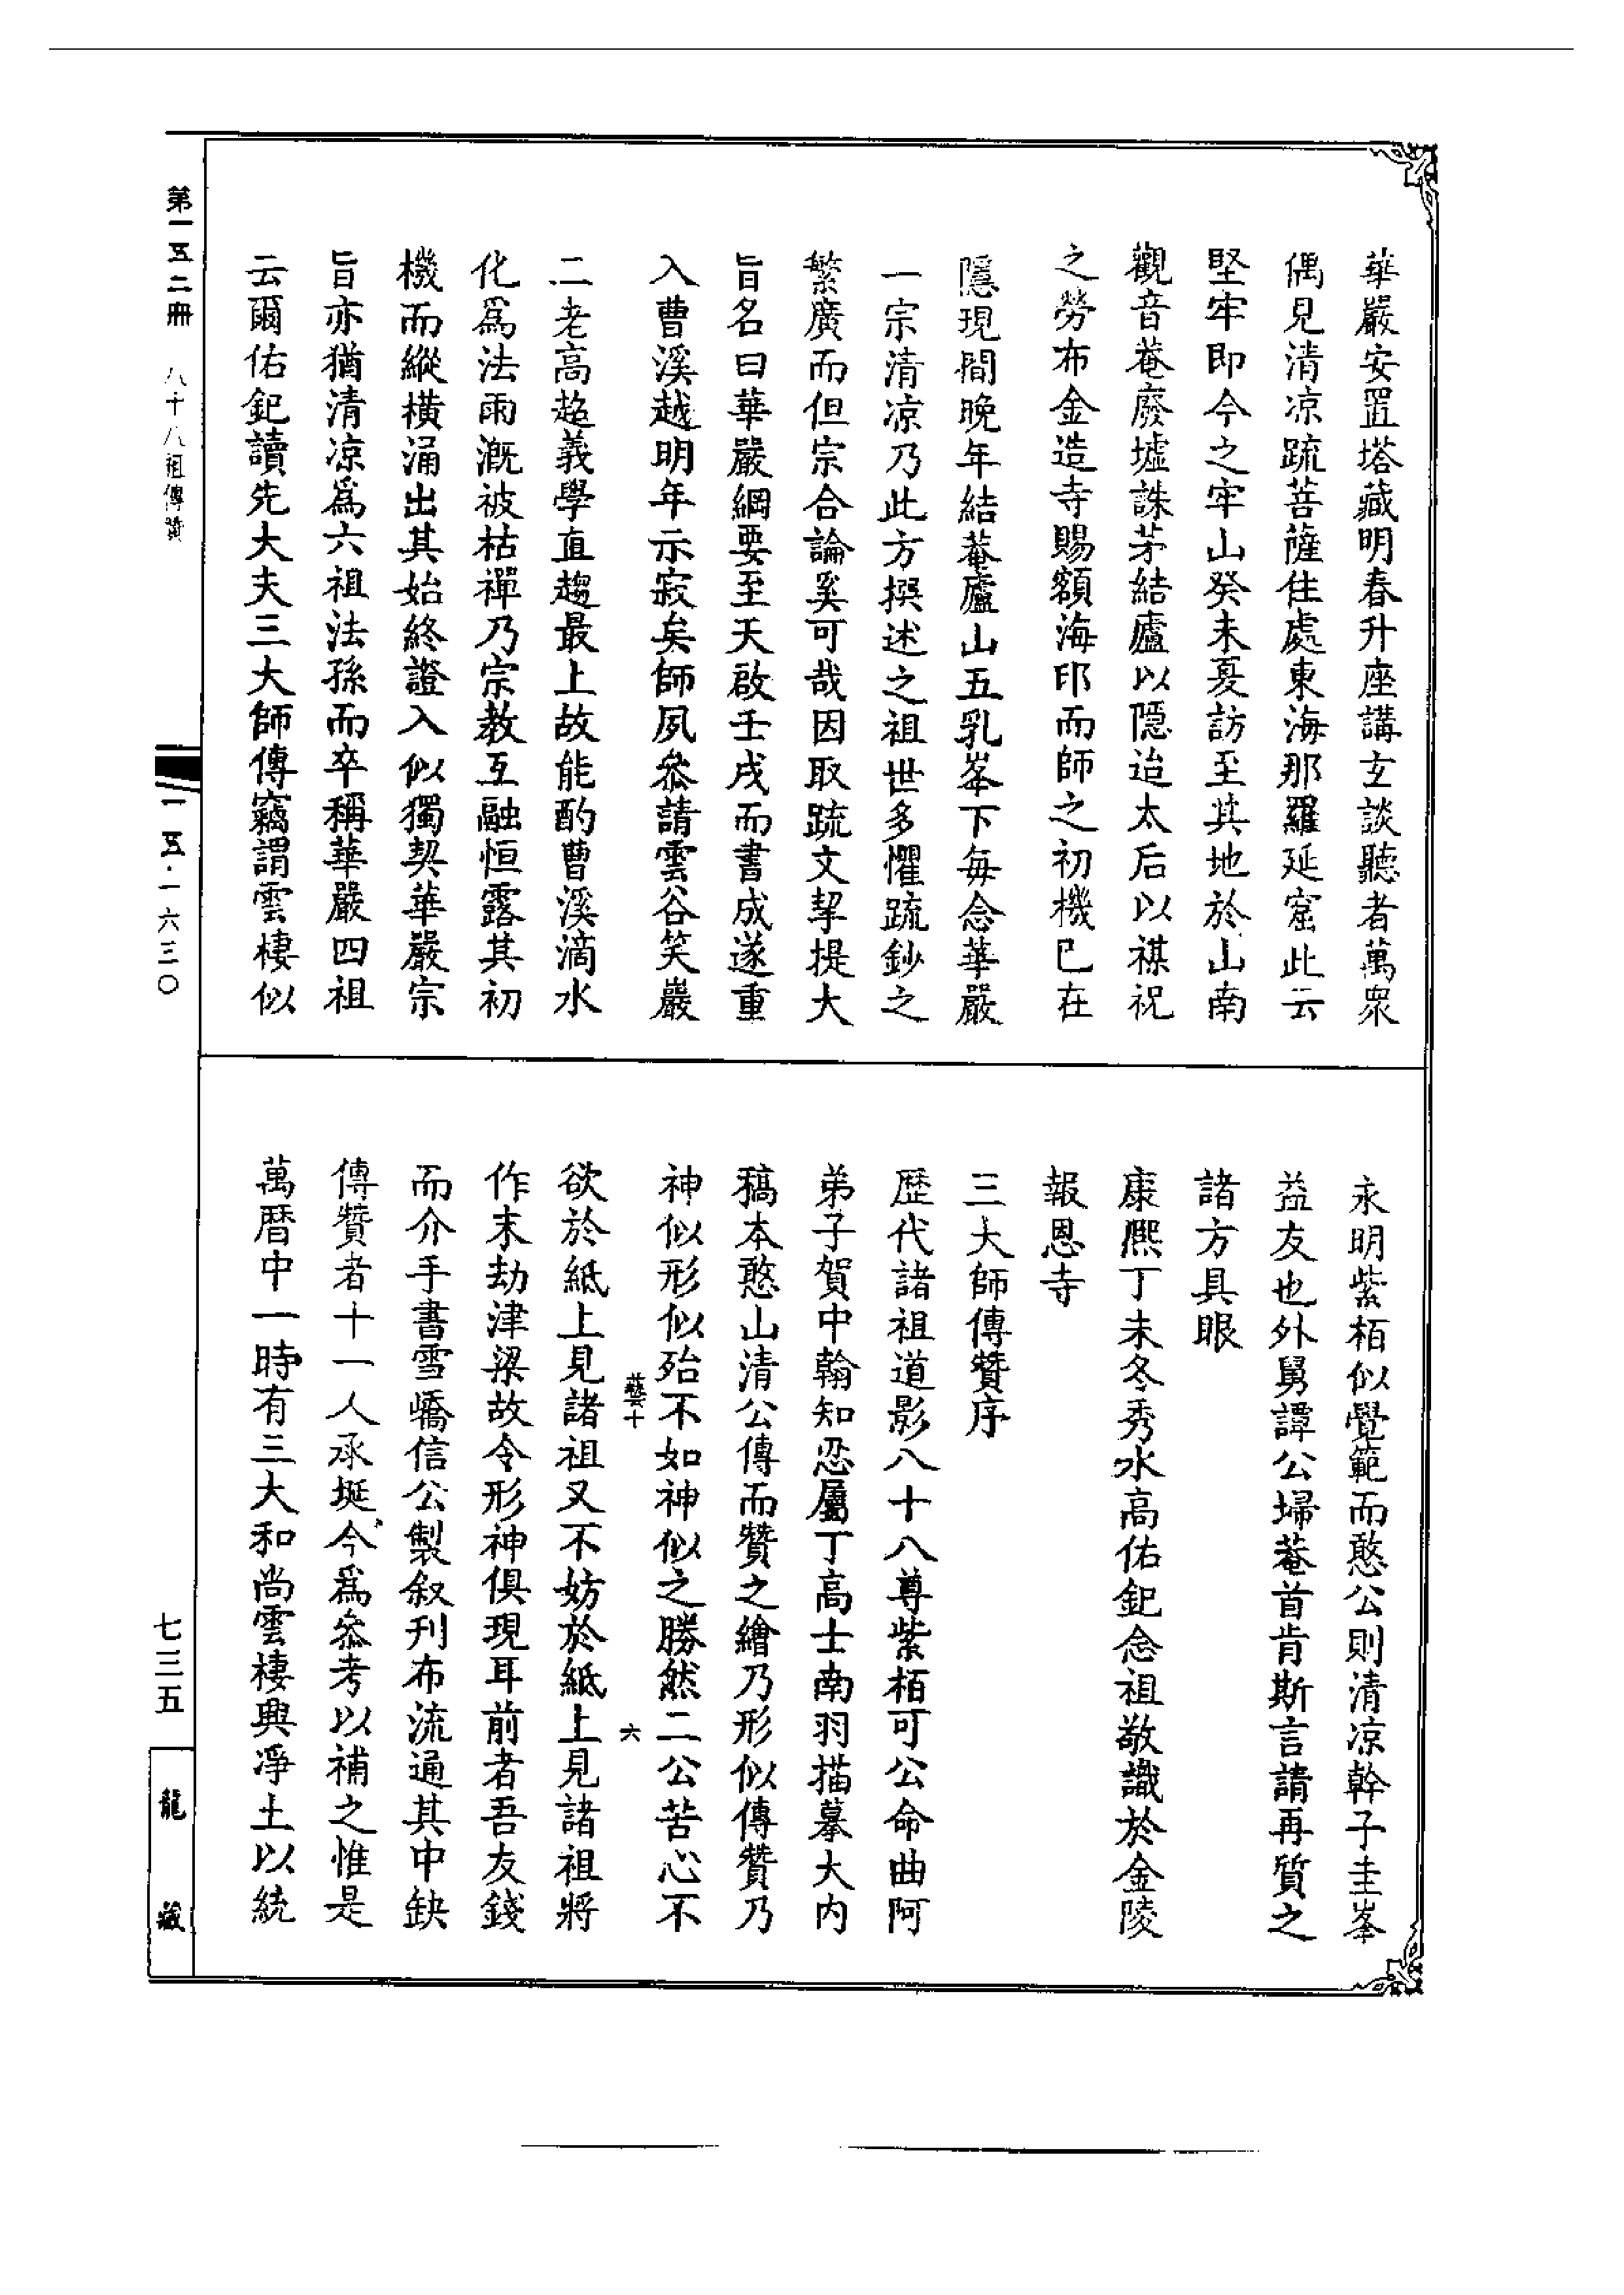 華嚴安置塔藏明春升座講玄談聽者萬衆
偶見清凉疏菩薩住處東海那羅延窟此云
堅牢即今之牢山癸未夏訪至其地於山南
觀音菴廢墟誅茅結廬以隱迨太后以祺祝
之勞布金造寺賜額海印而師之初機已在
隱現間晚年結菴廬山五乳峯下每念華嚴
一宗清凉乃此方撰述之祖世多懼疏鈔之
繁廣而但宗合論奚可哉因取疏文挈提大
旨名曰華嚴綱要至天啟壬戌而書成遂重
入曹溪越明年示寂矣師夙叅請雲谷笑巖
二老高趋義學直趨最上故能酌曹溪滴水
化爲法雨溉被枯禪乃宗教互融恒露其初
機而縱橫涌出其始終證入似獨契華嚴宗
旨亦猶清凉爲六祖法孫而卒稱華嚴四祖
云爾佑釲讀先大夫三大師傳竊謂雲棲似
永明紫栢似覺範而憨公則清凉幹子圭峯
益友也外舅譚公埽菴首肯斯言請再質之
諸方具眼
康熙丁未冬秀水高佑釲念祖敬識於金陵
報恩寺
三大師傳贊序
歷代諸祖道影八十八尊紫栢可公命曲阿
弟子賀中翰知忍屬丁高士南羽描摹大内
稿本憨山清公傳而贊之繪乃形似傳贊乃
神似形似殆不如神似之勝然二公苦心不
藝十
六
欲於紙上見諸祖又不妨於紙上見諸祖將
作末劫津梁故令形神俱現耳前者吾友錢
而介手書雪嶠信公製叙刋布流通其中缺
傳贊者十一人承埏今爲叅考以補之惟是
萬曆中一時有三大和尚雲棲興凈土以統
第一五二冊
八十八祖傳贊
一五·一六三〇
七三五
龍藏